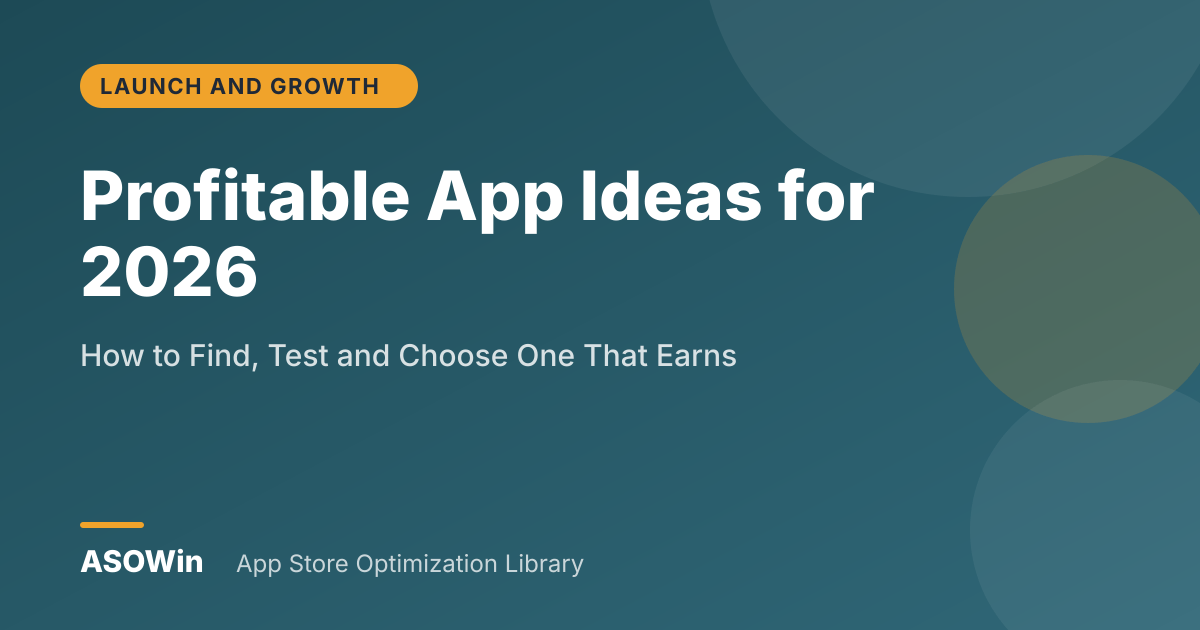 LAUNCH AND GROWTH
Profitable App Ideas for
2026
How to Find, Test and Choose One That Earns
ASOWin App Store Optimization Library